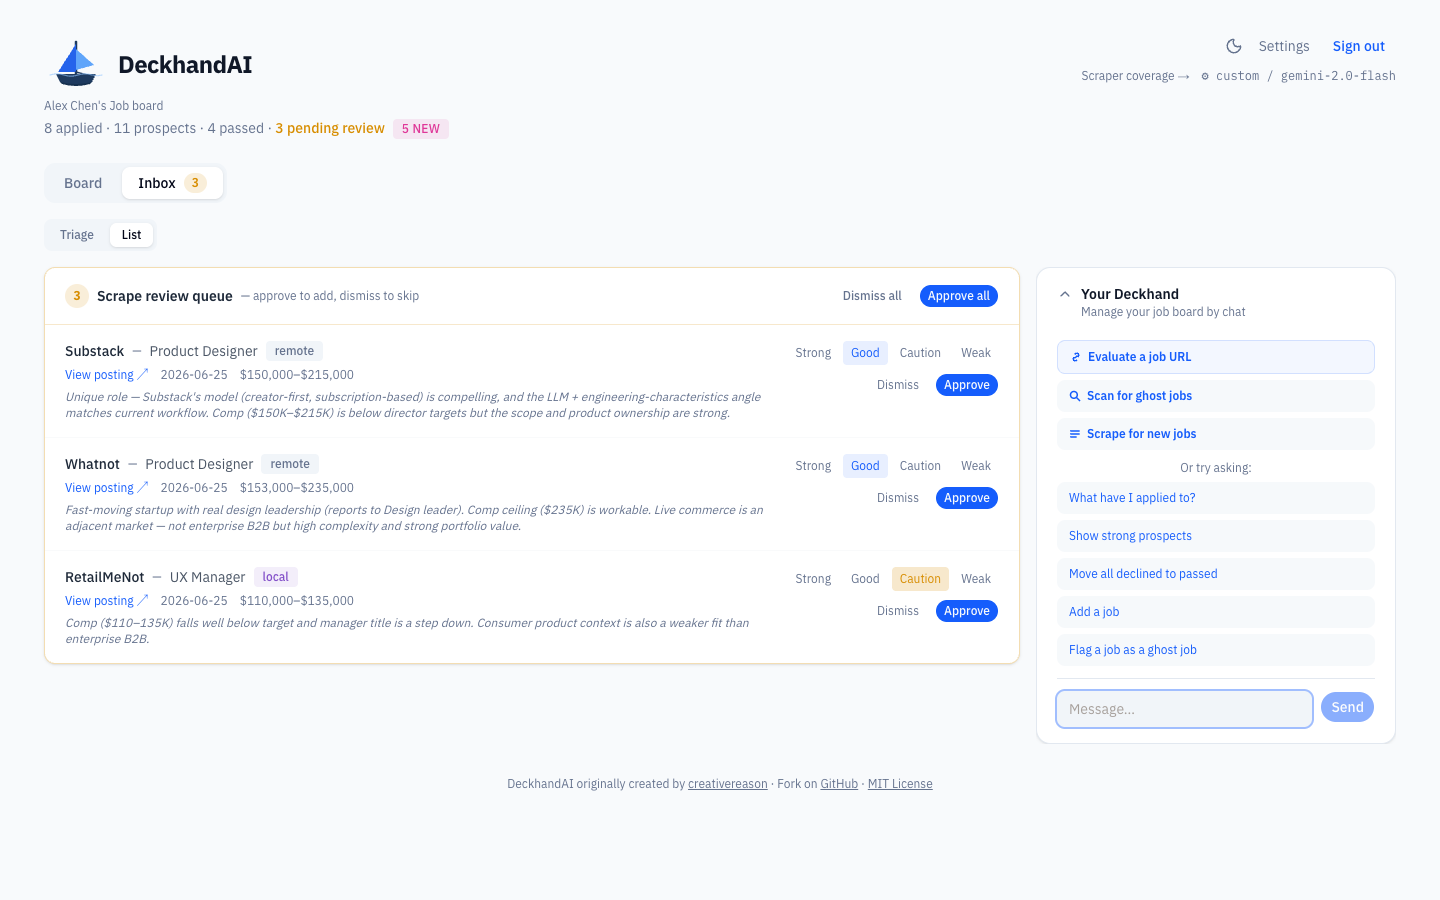 DeckhandAI
Settings
Sign out
Scraper coverage → ⚙ custom / gemini-2.0-flash
Alex Chen's Job board
8 applied · 11 prospects · 4 passed · 3 pending review 5 NEW
Board
Inbox 3
Triage
List
3 Scrape review queue — approve to add, dismiss to skip
Dismiss all
Approve all
Substack — Product Designer remote
Strong Good Caution Weak
View posting ↗ 2026-06-25 $150,000–$215,000
Dismiss Approve
Unique role — Substack's model (creator-first, subscription-based) is compelling, and the LLM + engineering-characteristics angle
matches current workflow. Comp ($150K–$215K) is below director targets but the scope and product ownership are strong.
Whatnot — Product Designer remote
Strong Good Caution Weak
View posting ↗ 2026-06-25 $153,000–$235,000
Dismiss Approve
Fast-moving startup with real design leadership (reports to Design leader). Comp ceiling ($235K) is workable. Live commerce is an
adjacent market — not enterprise B2B but high complexity and strong portfolio value.
RetailMeNot — UX Manager local
Strong Good Caution Weak
View posting ↗ 2026-06-25 $110,000–$135,000
Dismiss Approve
Comp ($110–135K) falls well below target and manager title is a step down. Consumer product context is also a weaker fit than
enterprise B2B.
Your Deckhand
Manage your job board by chat
Evaluate a job URL
Scan for ghost jobs
Scrape for new jobs
Or try asking:
What have I applied to?
Show strong prospects
Move all declined to passed
Add a job
Flag a job as a ghost job
Message...
Send
DeckhandAI originally created by creativereason · Fork on GitHub · MIT License